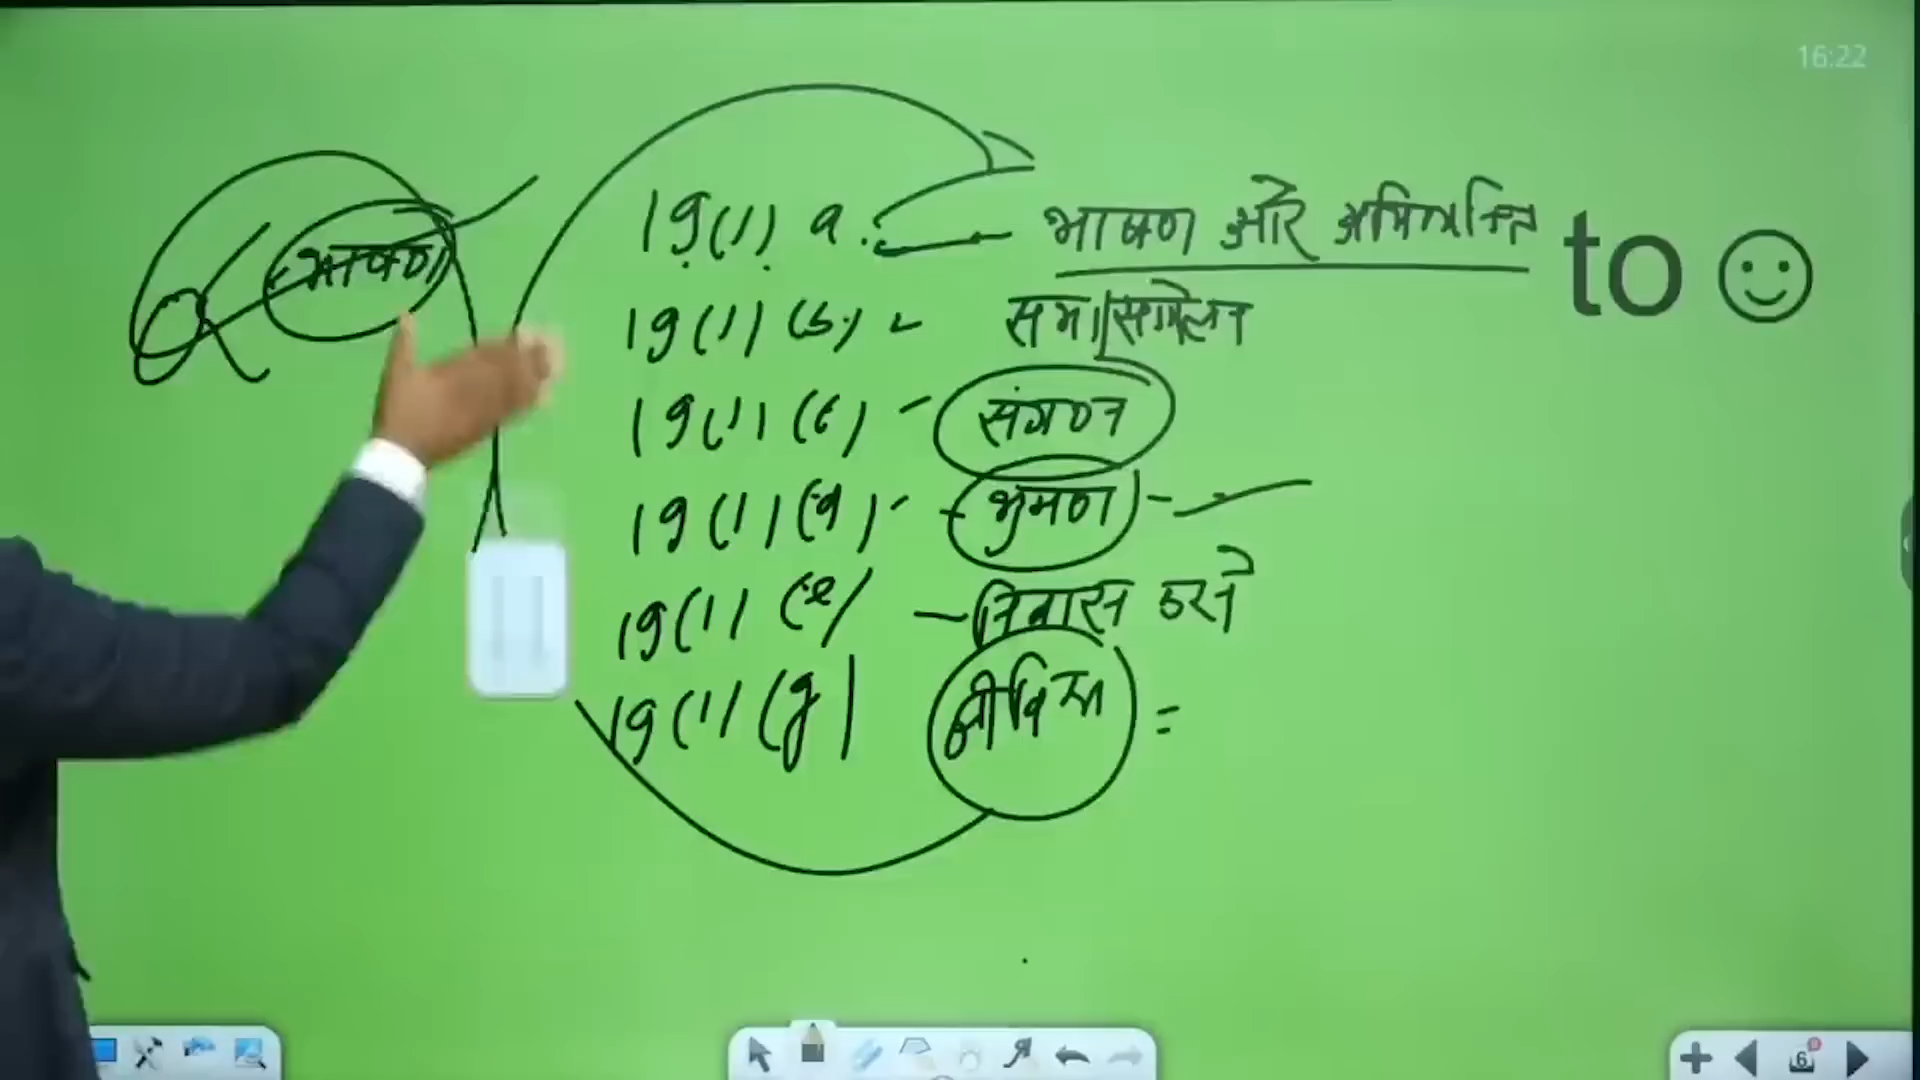 16:22
भाषण
19(1) a. भाषण और अभिव्यक्ति to
19(1) (b) सभा/सम्मेलन
19(1) (c) - संगठन
19(1) (d) - भ्रमण -
19(1) (e) - निवास करने
19(1) (g) जीविका =
6